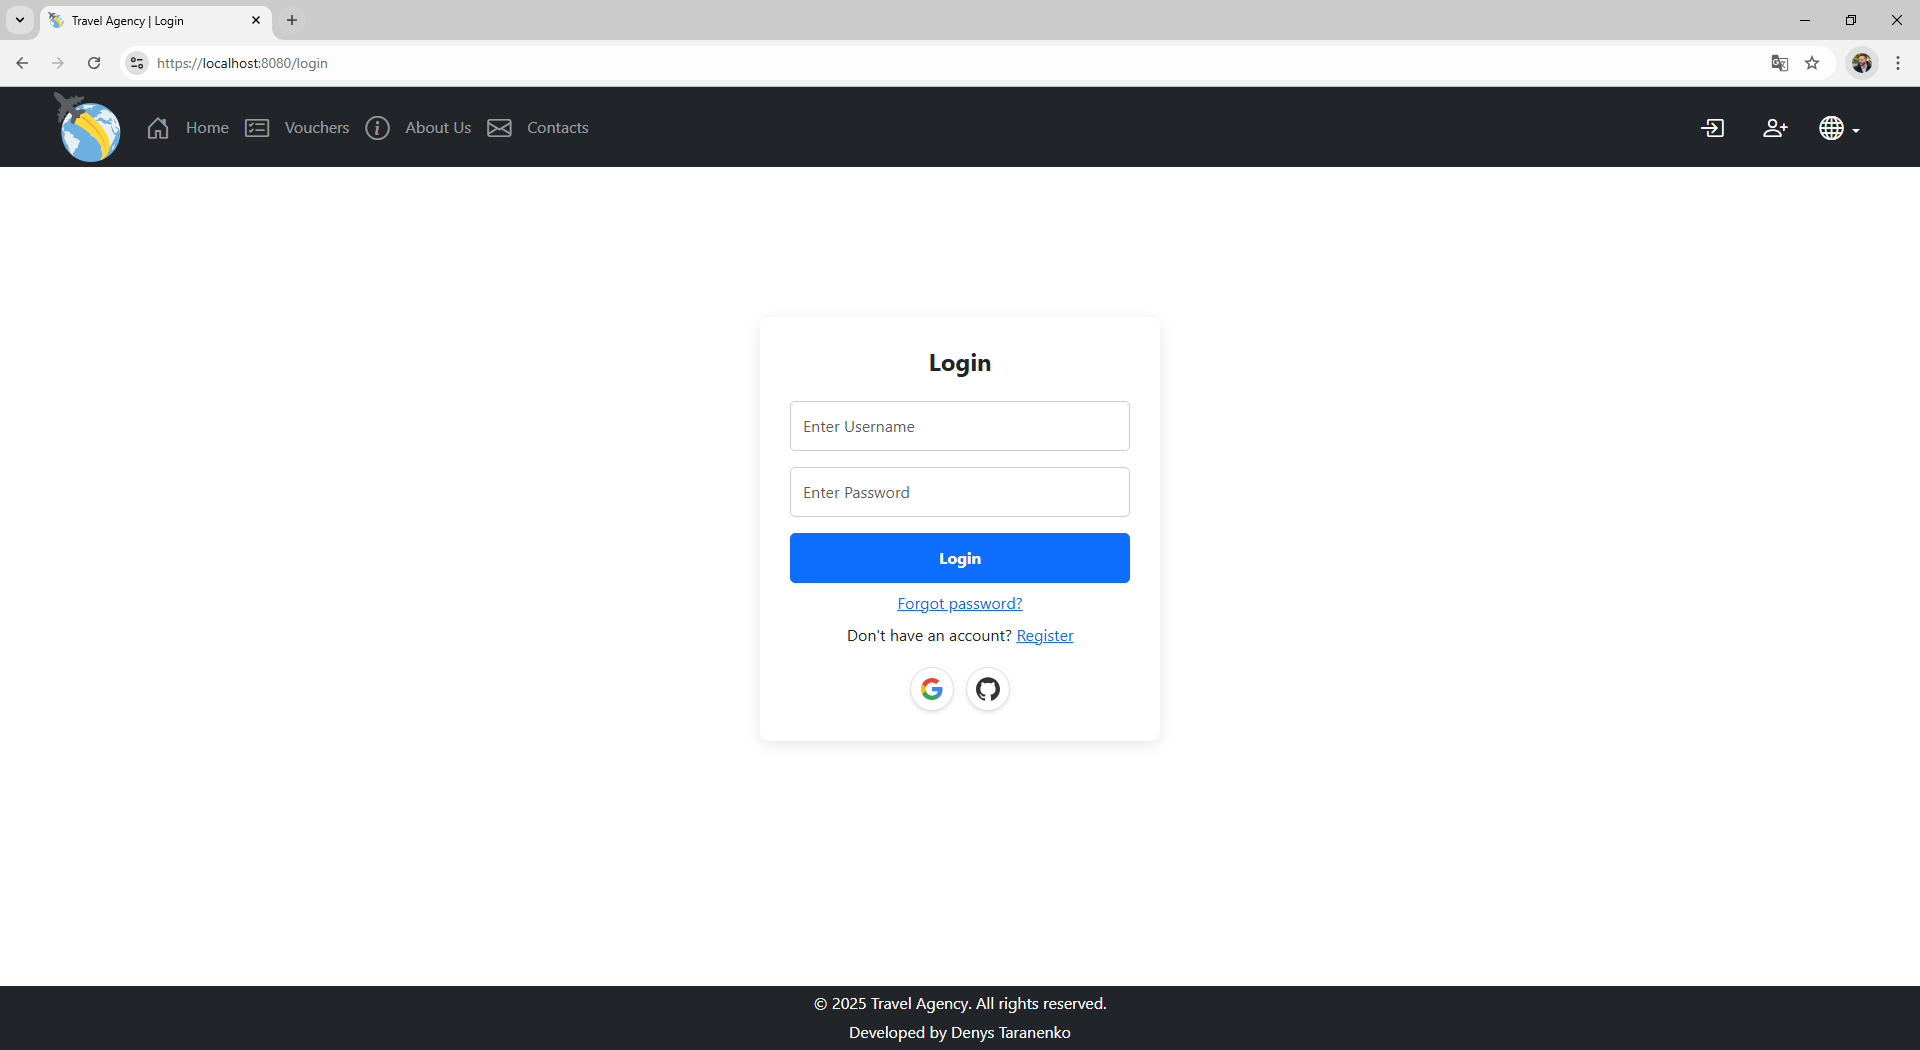 Travel Agency | Login
https://localhost:8080/login
Home Vouchers About Us Contacts
Login
Enter Username
Enter Password
Login
Forgot password?
Don't have an account? Register
© 2025 Travel Agency. All rights reserved.
Developed by Denys Taranenko